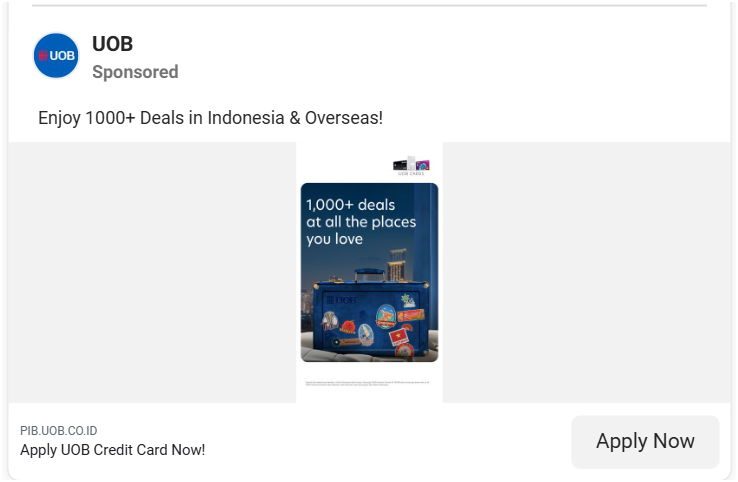 UOB
UOB
Sponsored
Enjoy 1000+ Deals in Indonesia & Overseas!
UOB CARDS
1,000+ deals
at all the places
you love
UOB
PIB.UOB.CO.ID
Apply UOB Credit Card Now!
Apply Now